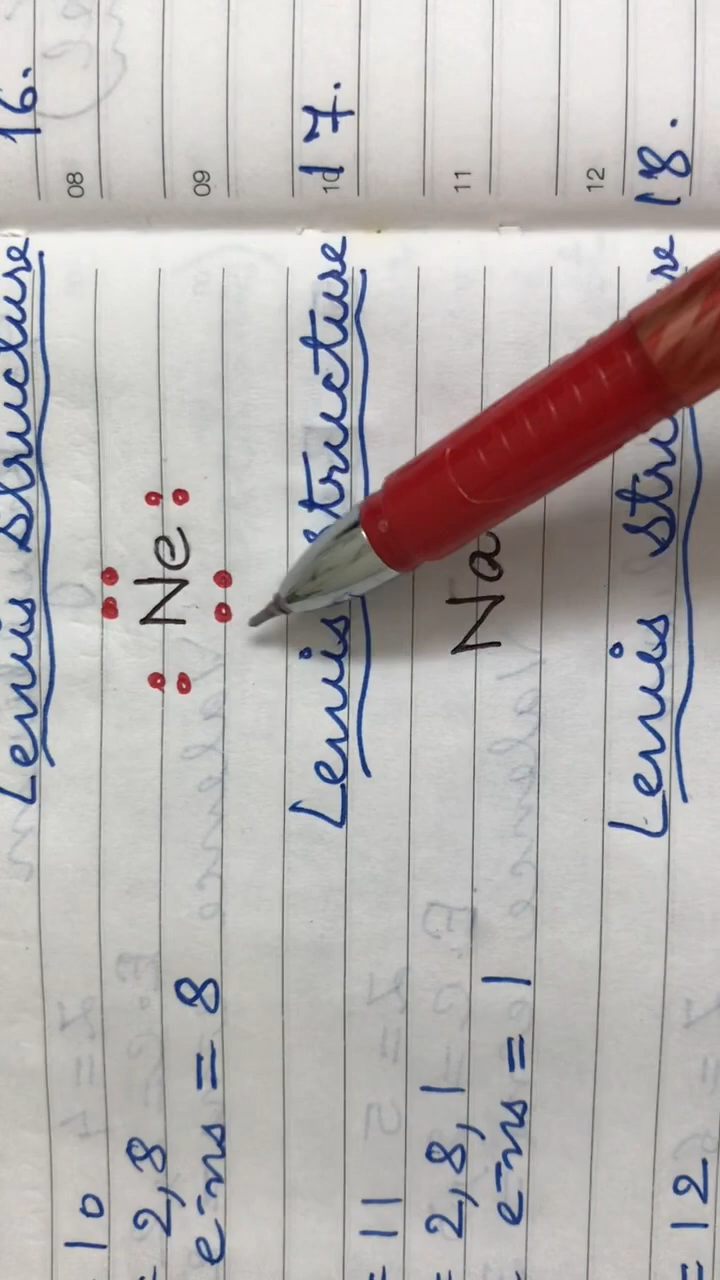 Lewis Structure 16.
= 10 08
= 2,8 Ne
e⁻ns = 8 09
Lewis structure 17.
10
= 11
= 2,8,1 Na 11
e⁻ns = 1
12
Lewis 18.
= 12